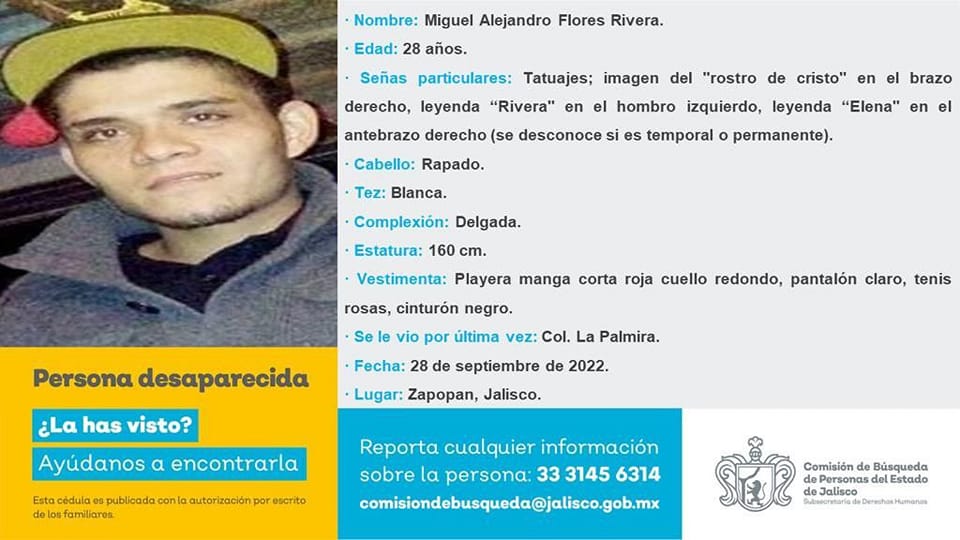 · Nombre: Miguel Alejandro Flores Rivera.
· Edad: 28 años.
· Señas particulares: Tatuajes; imagen del "rostro de cristo" en el brazo
derecho, leyenda “Rivera" en el hombro izquierdo, leyenda “Elena" en el
antebrazo derecho (se desconoce si es temporal o permanente).
· Cabello: Rapado.
· Tez: Blanca.
· Complexión: Delgada.
· Estatura: 160 cm.
· Vestimenta: Playera manga corta roja cuello redondo, pantalón claro, tenis
rosas, cinturón negro.
· Se le vio por última vez: Col. La Palmira.
· Fecha: 28 de septiembre de 2022.
· Lugar: Zapopan, Jalisco.
Persona desaparecida
¿La has visto?
Ayúdanos a encontrarla
Esta cédula es publicada con la autorización por escrito
de los familiares.
Reporta cualquier información
sobre la persona: 33 3145 6314
comisiondebusqueda@jalisco.gob.mx
Comisión de Búsqueda
de Personas del Estado
de Jalisco
Subsecretaría de Derechos Humanos